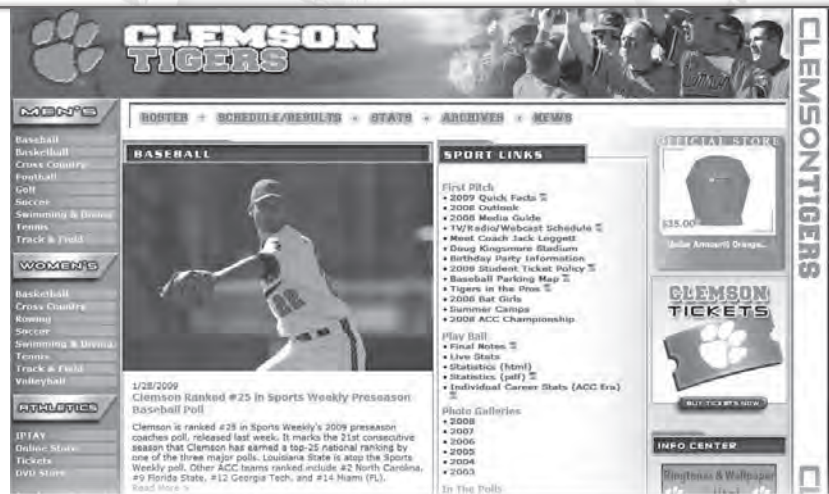 CLEMSON
TIGERS
CLEMSONTIGERS
MEN'S
Baseball
Basketball
Cross Country
Football
Golf
Soccer
Swimming & Diving
Tennis
Track & Field
WOMEN'S
Basketball
Cross Country
Rowing
Soccer
Swimming & Diving
Tennis
Track & Field
Volleyball
ATHLETICS
IPTAY
Online Store
Tickets
DVD Store
ROSTER + SCHEDULE/RESULTS + STATS + ARCHIVES + NEWS
BASEBALL
22
1/28/2009
Clemson Ranked #25 in Sports Weekly Preseason
Baseball Poll
Clemson is ranked #25 in Sports Weekly's 2009 preseason
coaches poll, released last week. It marks the 21st consecutive
season that Clemson has earned a top-25 national ranking by
one of the three major polls. Louisiana State is atop the Sports
Weekly poll. Other ACC teams ranked include #2 North Carolina,
#9 Florida State, #12 Georgia Tech, and #14 Miami (FL).
Read More >
SPORT LINKS
First Pitch
• 2009 Quick Facts
• 2008 Outlook
• 2008 Media Guide
• TV/Radio/Webcast Schedule
• Meet Coach Jack Leggett
• Doug Kingsmore Stadium
• Birthday Party Information
• 2008 Student Ticket Policy
• Baseball Parking Map
• Tigers in the Pros
• 2008 Bat Girls
• Summer Camps
• 2008 ACC Championship
Play Ball
• Final Notes
• Live Stats
• Statistics (html)
• Statistics (pdf)
• Individual Career Stats (ACC Era)
Photo Galleries
• 2008
• 2007
• 2006
• 2005
• 2004
• 2003
In The Polls
OFFICIAL STORE
$35.00
Under Armour® Orange...
CLEMSON
TICKETS
BUY TICKETS NOW
INFO CENTER
Ringtones & Wallpaper